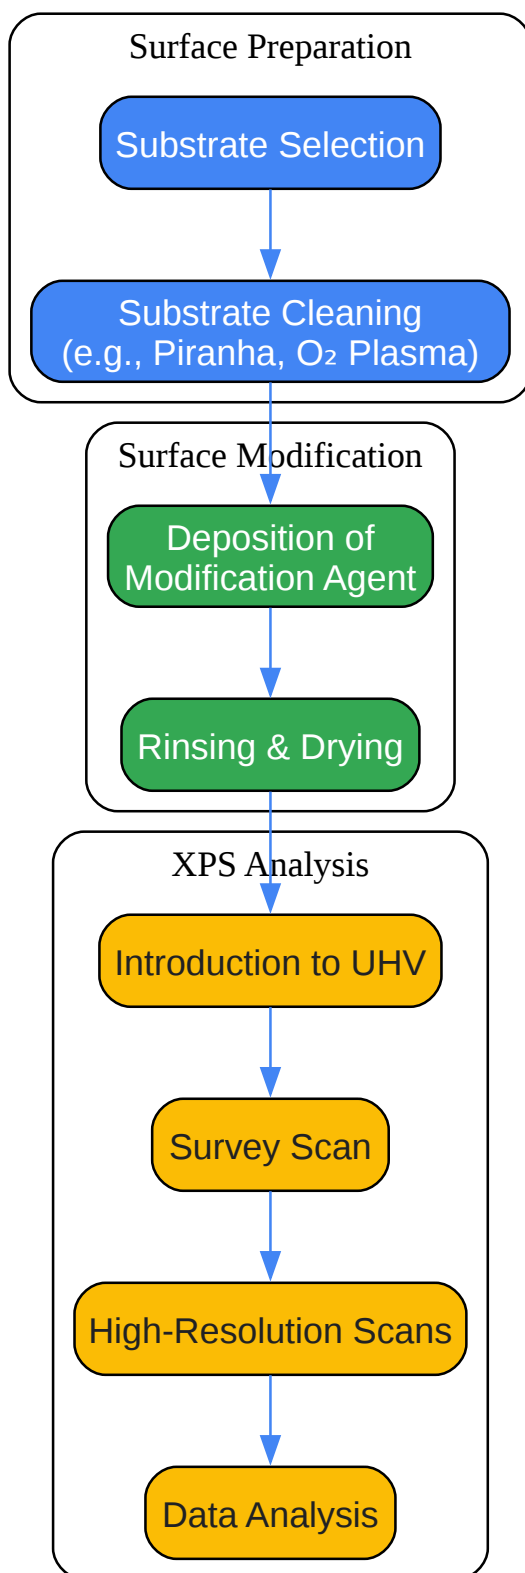 Surface Preparation
Substrate Selection
Substrate Cleaning
(e.g., Piranha, O₂ Plasma)
Surface Modification
Deposition of
Modification Agent
Rinsing & Drying
XPS Analysis
Introduction to UHV
Survey Scan
High-Resolution Scans
Data Analysis